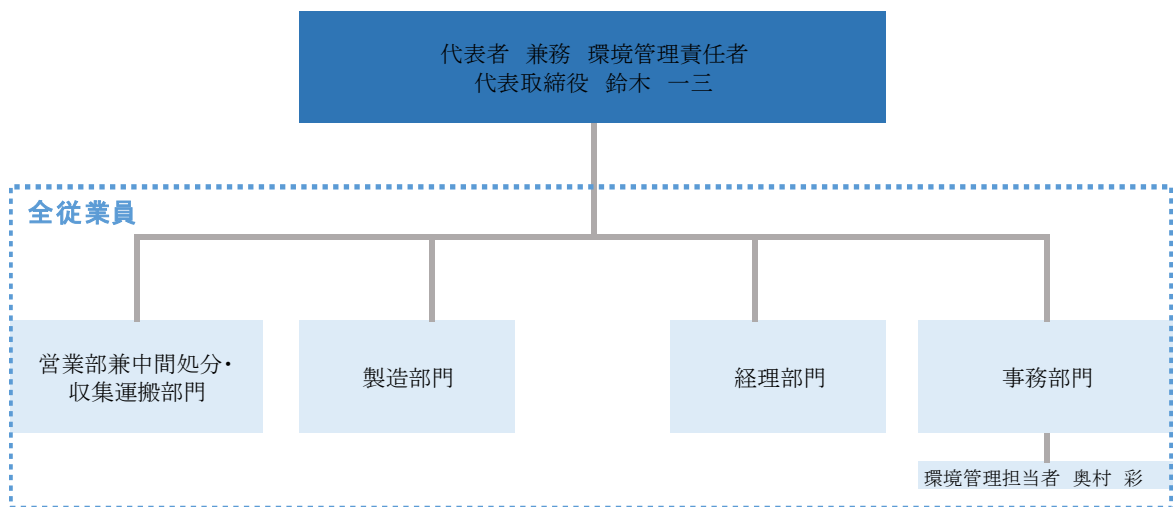 代表者　兼務　環境管理責任者
代表取締役　鈴木　一三
全従業員
営業部兼中間処分・
収集運搬部門
製造部門
経理部門
事務部門
環境管理担当者　奥村　彩